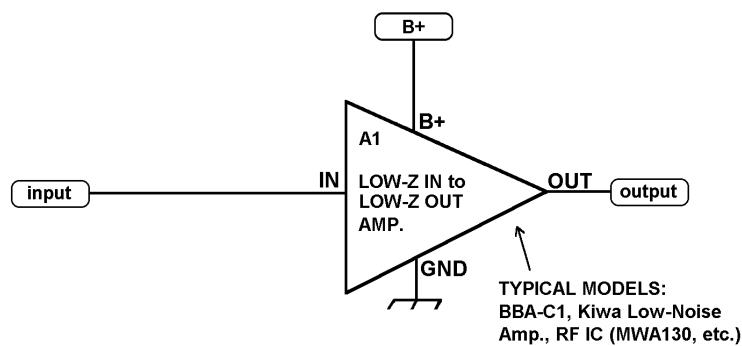 B+
B+
A1
IN
LOW-Z IN to
LOW-Z OUT
AMP.
OUT
input
output
GND
TYPICAL MODELS:
BBA-C1, Kiwa Low-Noise
Amp., RF IC (MWA130, etc.)